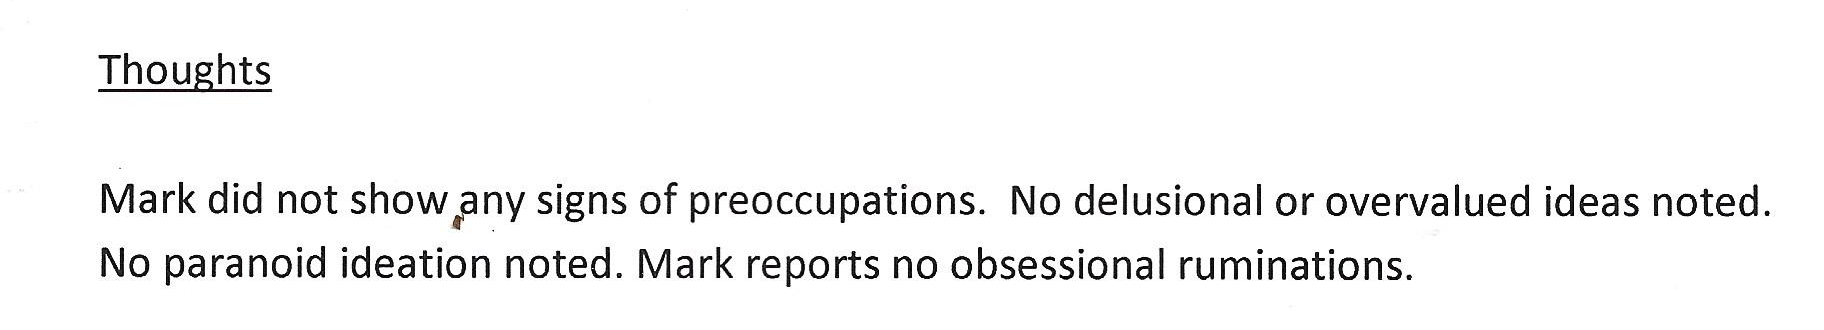 Thoughts
Mark did not show any signs of preoccupations.  No delusional or overvalued ideas noted.
No paranoid ideation noted. Mark reports no obsessional ruminations.